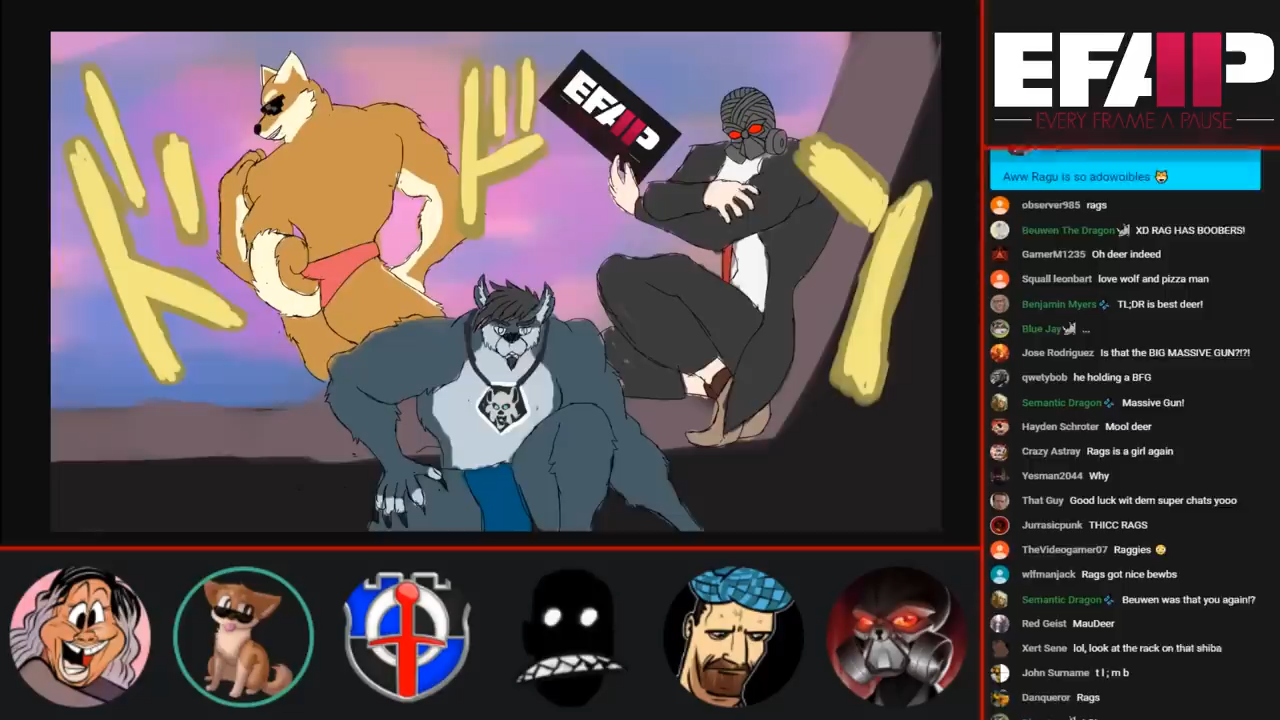 ド
ド
ド
EFAP
EFAP
EVERY FRAME A PAUSE
Aww Ragu is so adowaibles
observer985 rags
Beuwen The Dragon XD RAG HAS BOOBERS!
GamerM1235 Oh deer indeed
Squall leonbart love wolf and pizza man
Benjamin Myers TL;DR is best deer!
Blue Jay ...
Jose Rodriguez Is that the BIG MASSIVE GUN?!?!
qwetybob he holding a BFG
Semantic Dragon Massive Gun!
Hayden Schroter Mool deer
Crazy Astray Rags is a girl again
Yesman2044 Why
That Guy Good luck wit dem super chats yooo
Jurrasicpunk THICC RAGS
TheVideogamer07 Raggies
wlfmanjack Rags got nice bewbs
Semantic Dragon Beuwen was that you again!?
Red Geist MauDeer
Xert Sene lol, look at the rack on that shiba
John Surname t l ; m b
Danqueror Rags